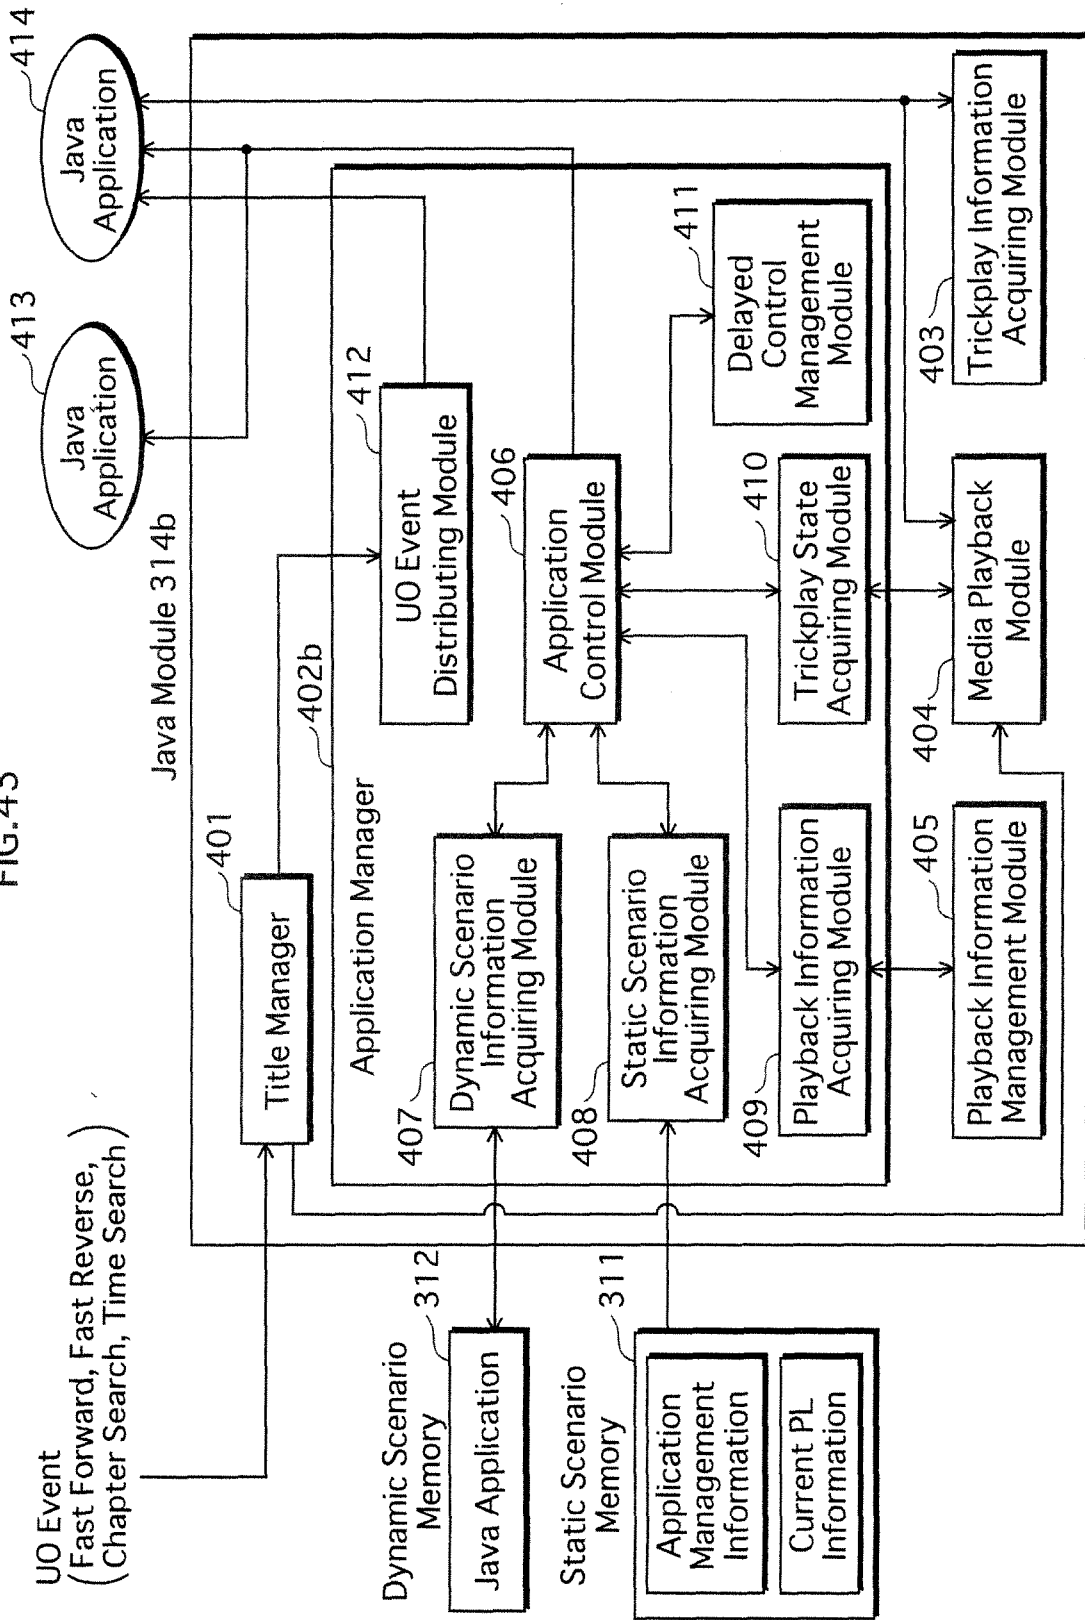 FIG.43
UO Event
(Fast Forward, Fast Reverse,
Chapter Search, Time Search)
Java Module 314b
413
Java
Application
414
Java
Application
401
Title Manager
402b
Application Manager
412
UO Event
Distributing Module
Dynamic Scenario
Memory
312
Java Application
407
Dynamic Scenario
Information
Acquiring Module
406
Application
Control Module
Static Scenario
Memory
311
Application
Management
Information
Current PL
Information
408
Static Scenario
Information
Acquiring Module
411
Delayed
Control
Management
Module
409
Playback Information
Acquiring Module
410
Trickplay State
Acquiring Module
405
Playback Information
Management Module
404
Media Playback
Module
403
Trickplay Information
Acquiring Module